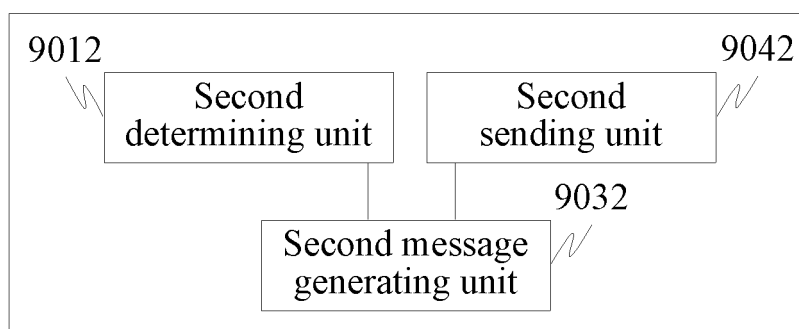 9012
9042
Second
determining unit
Second
sending unit
9032
Second message
generating unit